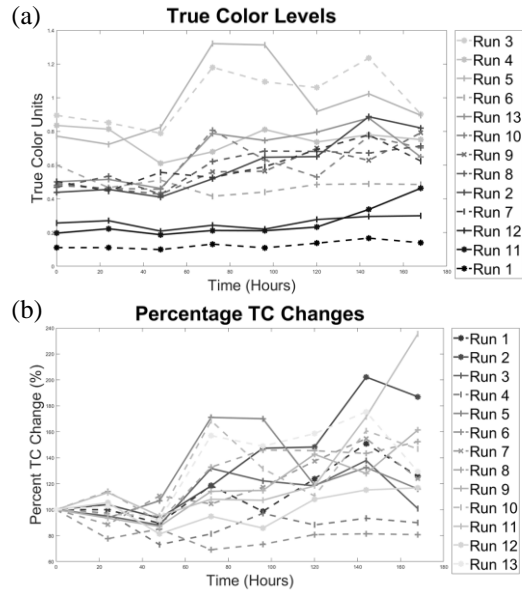 (a)
True Color Levels
True Color Units
1.4
1.2
1
0.8
0.6
0.4
0.2
0
0 20 40 60 80 100 120 140 160 180
Time (Hours)
Run 3
Run 4
Run 5
Run 6
Run 13
Run 10
Run 9
Run 8
Run 2
Run 7
Run 12
Run 11
Run 1
(b)
Percentage TC Changes
Percent TC Change (%)
240
220
200
180
160
140
120
100
80
60
0 20 40 60 80 100 120 140 160 180
Time (Hours)
Run 1
Run 2
Run 3
Run 4
Run 5
Run 6
Run 7
Run 8
Run 9
Run 10
Run 11
Run 12
Run 13